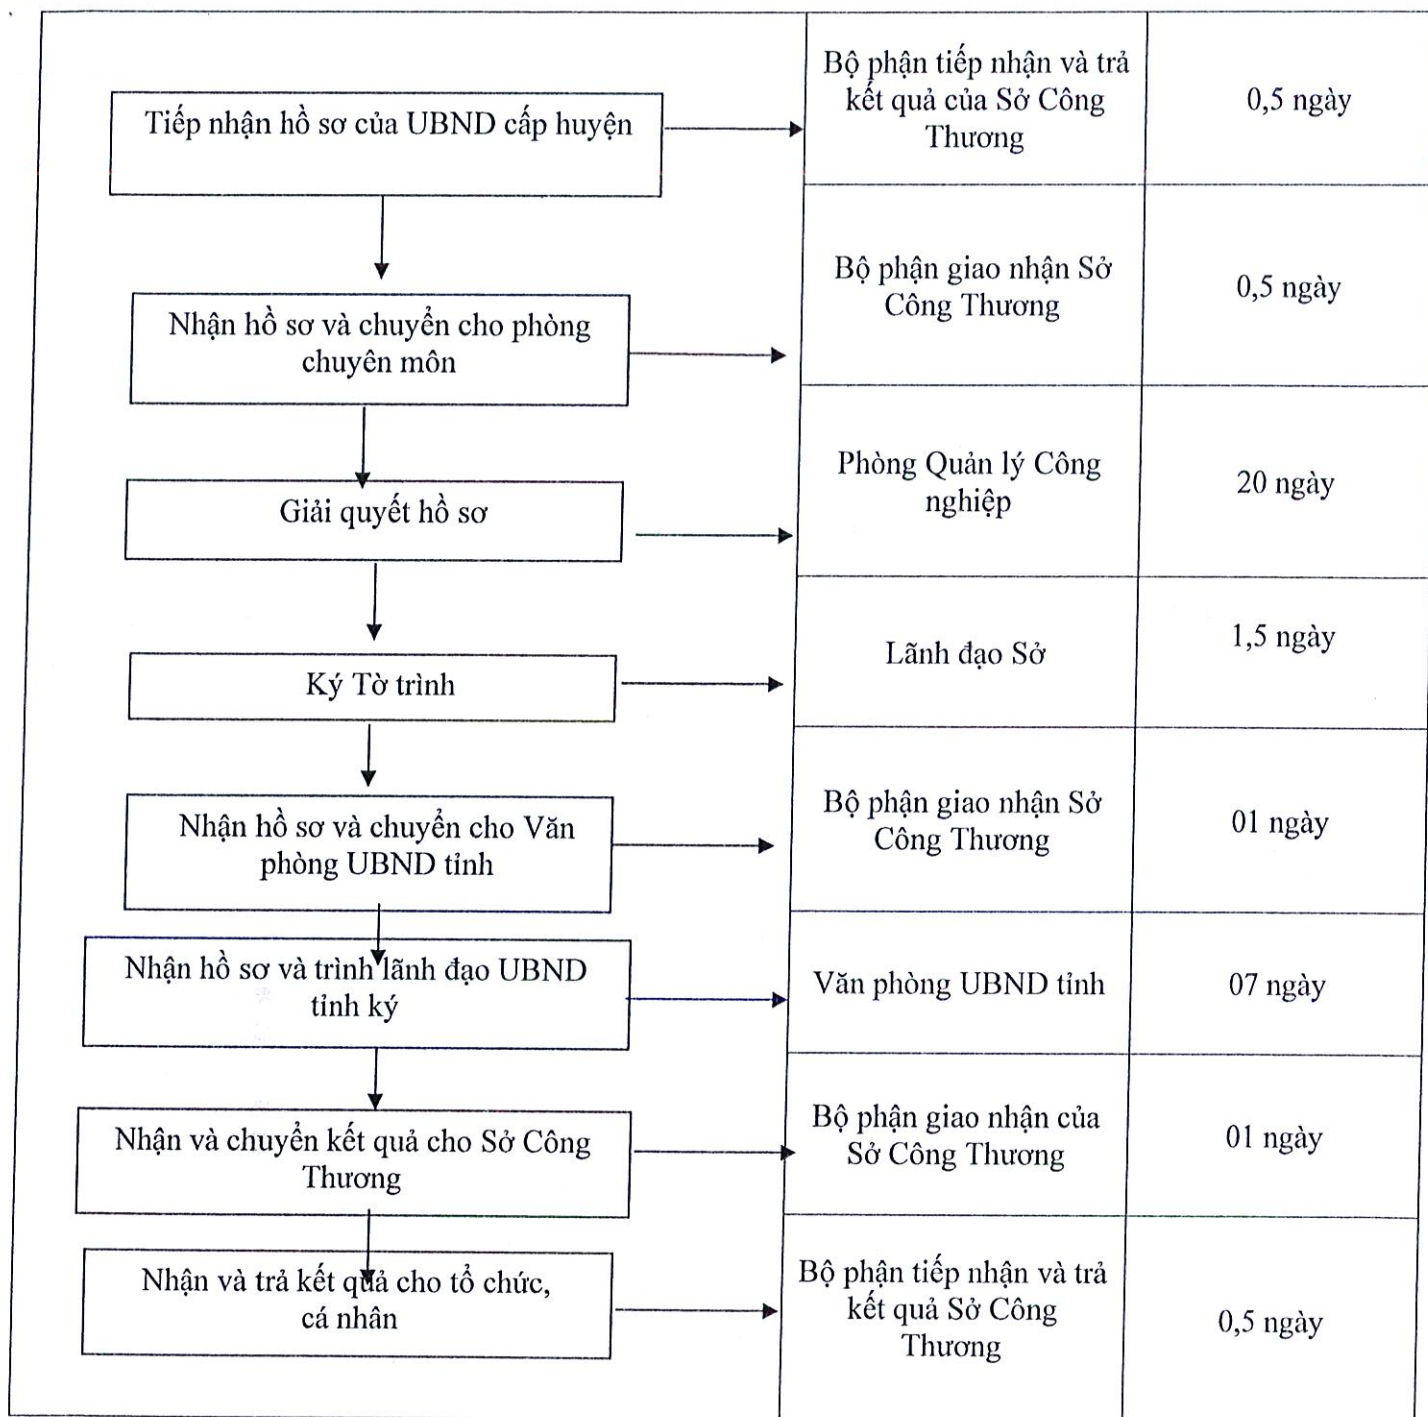 Tiếp nhận hồ sơ của UBND cấp huyện
Bộ phận tiếp nhận và trả
kết quả của Sở Công
Thương
0,5 ngày
Nhận hồ sơ và chuyển cho phòng
chuyên môn
Bộ phận giao nhận Sở
Công Thương
0,5 ngày
Giải quyết hồ sơ
Phòng Quản lý Công
nghiệp
20 ngày
Ký Tờ trình
Lãnh đạo Sở
1,5 ngày
Nhận hồ sơ và chuyển cho Văn
phòng UBND tỉnh
Bộ phận giao nhận Sở
Công Thương
01 ngày
Nhận hồ sơ và trình lãnh đạo UBND
tỉnh ký
Văn phòng UBND tỉnh
07 ngày
Nhận và chuyển kết quả cho Sở Công
Thương
Bộ phận giao nhận của
Sở Công Thương
01 ngày
Nhận và trả kết quả cho tổ chức,
cá nhân
Bộ phận tiếp nhận và trả
kết quả Sở Công
Thương
0,5 ngày